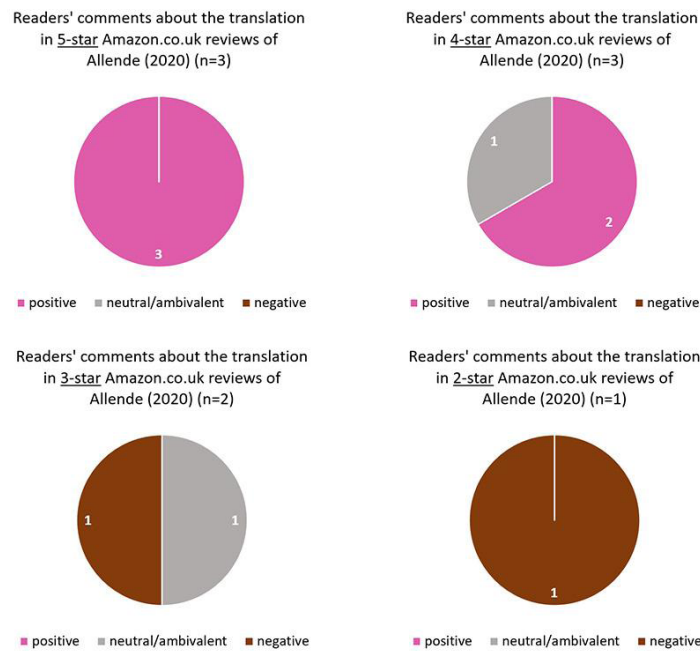 Readers' comments about the translation
in 5-star Amazon.co.uk reviews of
Allende (2020) (n=3)
3
positive neutral/ambivalent negative
Readers' comments about the translation
in 4-star Amazon.co.uk reviews of
Allende (2020) (n=3)
1
2
positive neutral/ambivalent negative
Readers' comments about the translation
in 3-star Amazon.co.uk reviews of
Allende (2020) (n=2)
1 1
positive neutral/ambivalent negative
Readers' comments about the translation
in 2-star Amazon.co.uk reviews of
Allende (2020) (n=1)
1
positive neutral/ambivalent negative